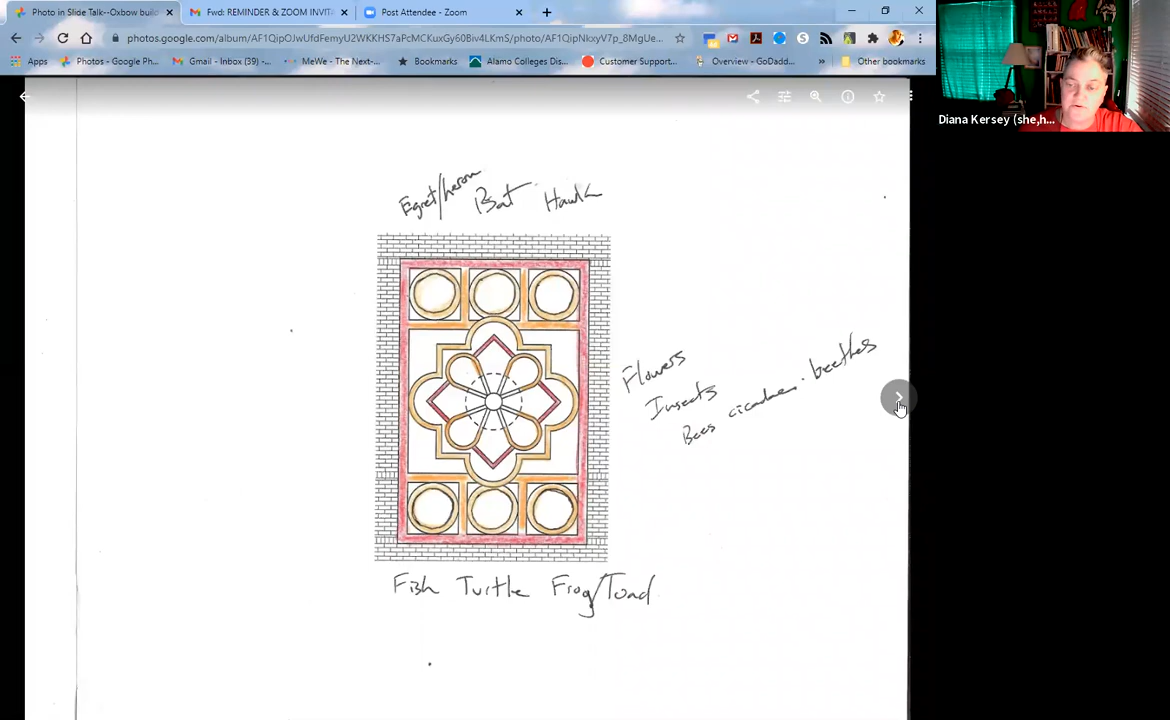 Photo in Slide Talk--Oxbow buil
Fwd: REMINDER & ZOOM INVIT
Post Attendee - Zoom
photos.google.com/album/AF1QipOJwUfdFemyU2WKKHS7aPcMCKuxGy60Biv4LKmS/photo/AF1QipNkxyV7p_8MgUe...
Apps
Photos - Google Ph...
Gmail - Inbox (39) -...
MeWe - The Next-...
Bookmarks
Alamo Colleges Dis...
Customer Support...
Overview - GoDadd...
»
Other bookmarks
Diana Kersey (she,h...
Egret/heron Bat Hawk
Flowers
Insects
Bees beethes
Fish Turtle Frog/Toad